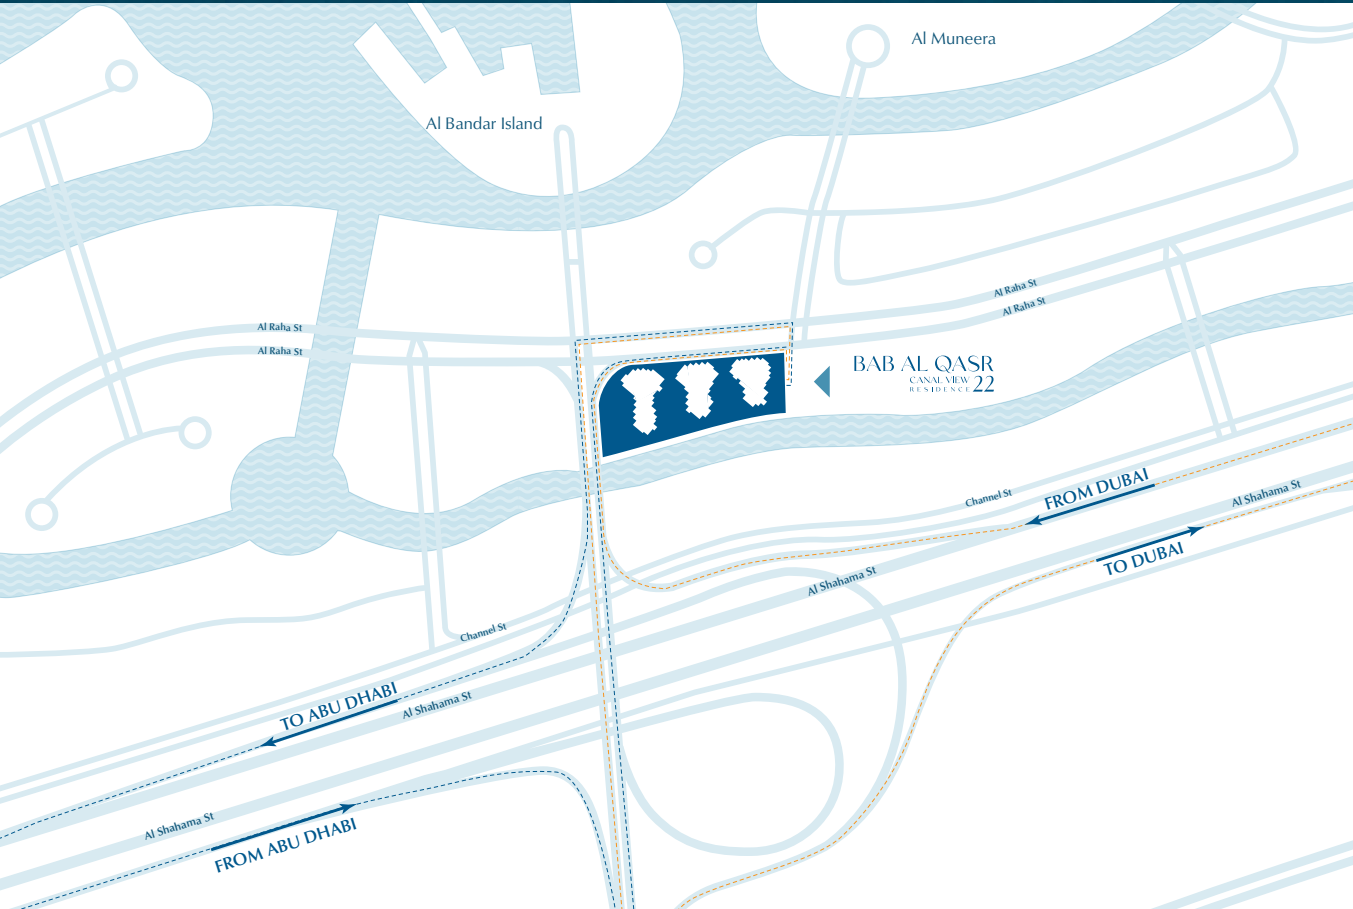 Al Muneera
Al Bandar Island
Al Raha St
Al Raha St
Al Raha St
Al Raha St
BAB AL QASR
CANAL VIEW
RESIDENCE 22
FROM DUBAI
Channel St
Al Shahama St
TO DUBAI
Al Shahama St
Channel St
TO ABU DHABI
Al Shahama St
Al Shahama St
FROM ABU DHABI